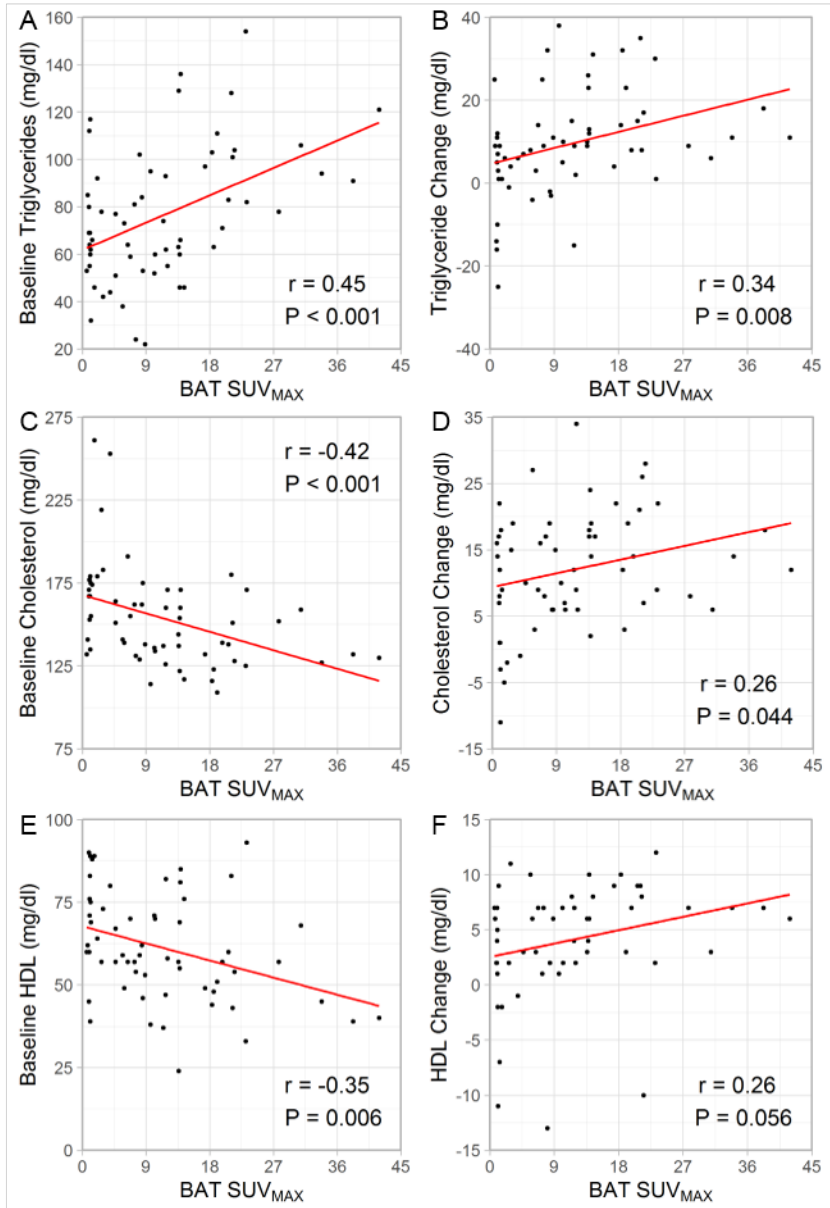 A
Baseline Triglycerides (mg/dl)
160
140
120
100
80
60
40
20
r = 0.45
P < 0.001
0 9 18 27 36 45
BAT SUVMAX
B
Triglyceride Change (mg/dl)
40
20
0
-20
-40
r = 0.34
P = 0.008
0 9 18 27 36 45
BAT SUVMAX
C
Baseline Cholesterol (mg/dl)
275
225
175
125
75
r = -0.42
P < 0.001
0 9 18 27 36 45
BAT SUVMAX
D
Cholesterol Change (mg/dl)
35
25
15
5
-5
-15
r = 0.26
P = 0.044
0 9 18 27 36 45
BAT SUVMAX
E
Baseline HDL (mg/dl)
100
75
50
25
0
r = -0.35
P = 0.006
0 9 18 27 36 45
BAT SUVMAX
F
HDL Change (mg/dl)
15
10
5
0
-5
-10
-15
r = 0.26
P = 0.056
0 9 18 27 36 45
BAT SUVMAX